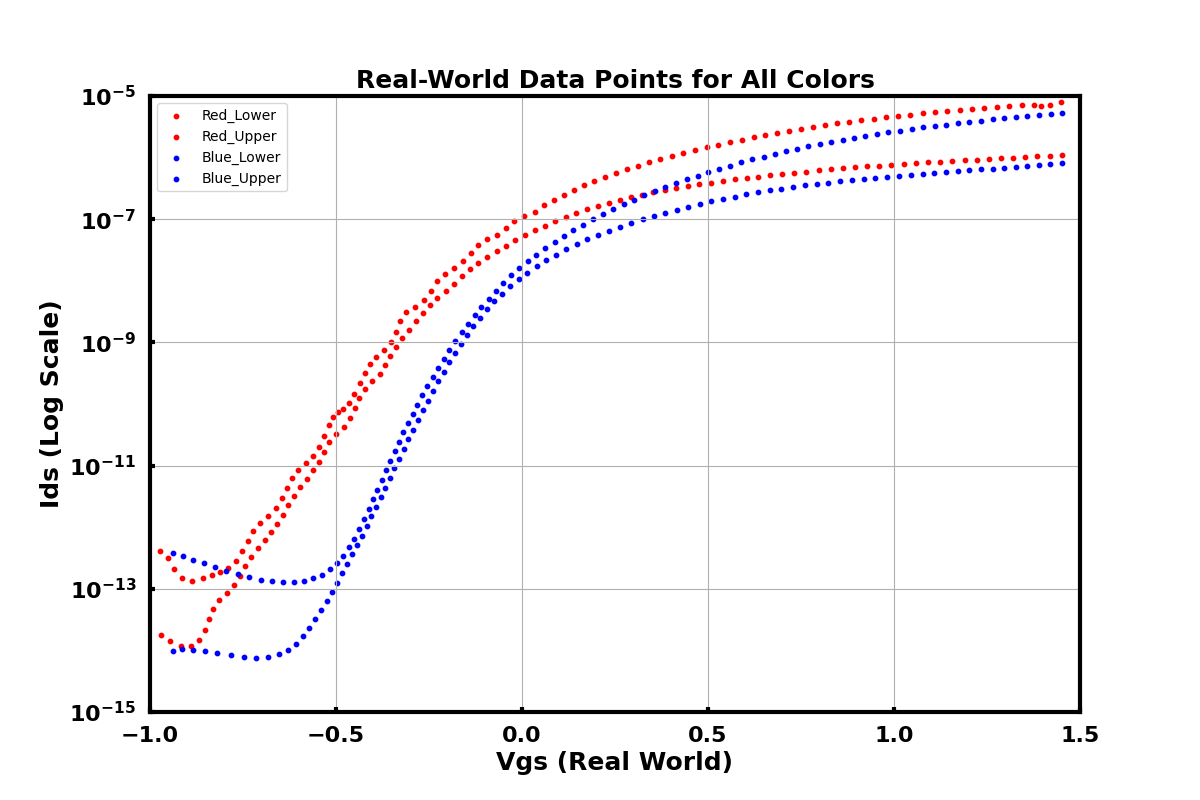 Real-World Data Points for All Colors
10⁻⁵
10⁻⁷
10⁻⁹
10⁻¹¹
10⁻¹³
10⁻¹⁵
Ids (Log Scale)
Red_Lower
Red_Upper
Blue_Lower
Blue_Upper
−1.0 −0.5 0.0 0.5 1.0 1.5
Vgs (Real World)